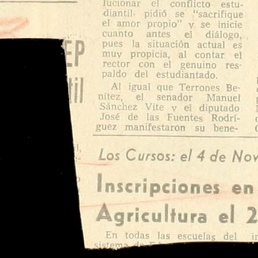 lucionar el conflicto estu-
diantil- pidió se "sacrifique
el amor propio" y se inicie
cuanto antes el diálogo,
pues la situación actual es
muy propicia, al contar el
rector con el genuino res-
paldo del estudiantado.
Al igual que Terrones Be-
nítez, el senador Manuel
Sánchez Vite y el diputado
José de las Fuentes Rodrí-
guez manifestaron su bene-
EP
til
Los Cursos: el 4 de Nov
Inscripciones en
Agricultura el 2
En todas las escuelas del